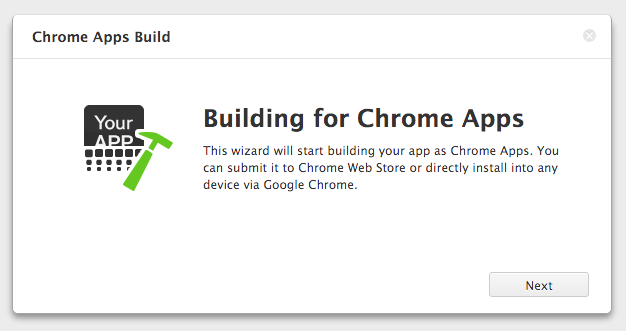 Chrome Apps Build
Your
APP
Building for Chrome Apps
This wizard will start building your app as Chrome Apps. You
can submit it to Chrome Web Store or directly install into any
device via Google Chrome.
Next